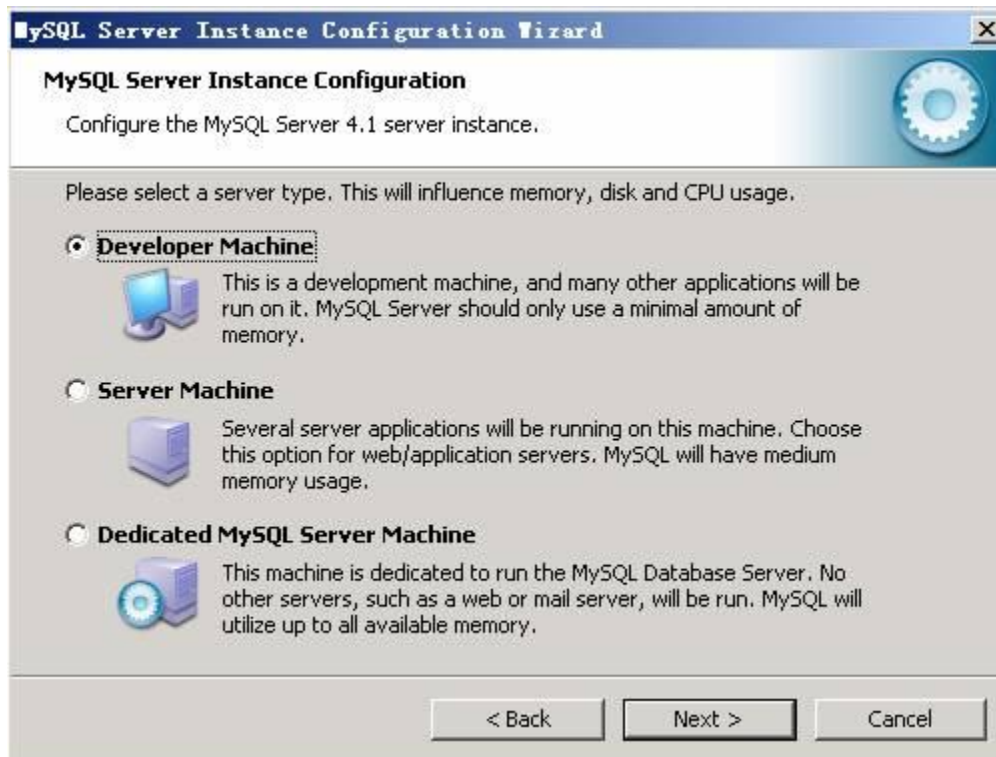 MySQL Server Instance Configuration Wizard
MySQL Server Instance Configuration
Configure the MySQL Server 4.1 server instance.
Please select a server type. This will influence memory, disk and CPU usage.
Developer Machine
This is a development machine, and many other applications will be
run on it. MySQL Server should only use a minimal amount of
memory.
Server Machine
Several server applications will be running on this machine. Choose
this option for web/application servers. MySQL will have medium
memory usage.
Dedicated MySQL Server Machine
This machine is dedicated to run the MySQL Database Server. No
other servers, such as a web or mail server, will be run. MySQL will
utilize up to all available memory.
< Back
Next >
Cancel